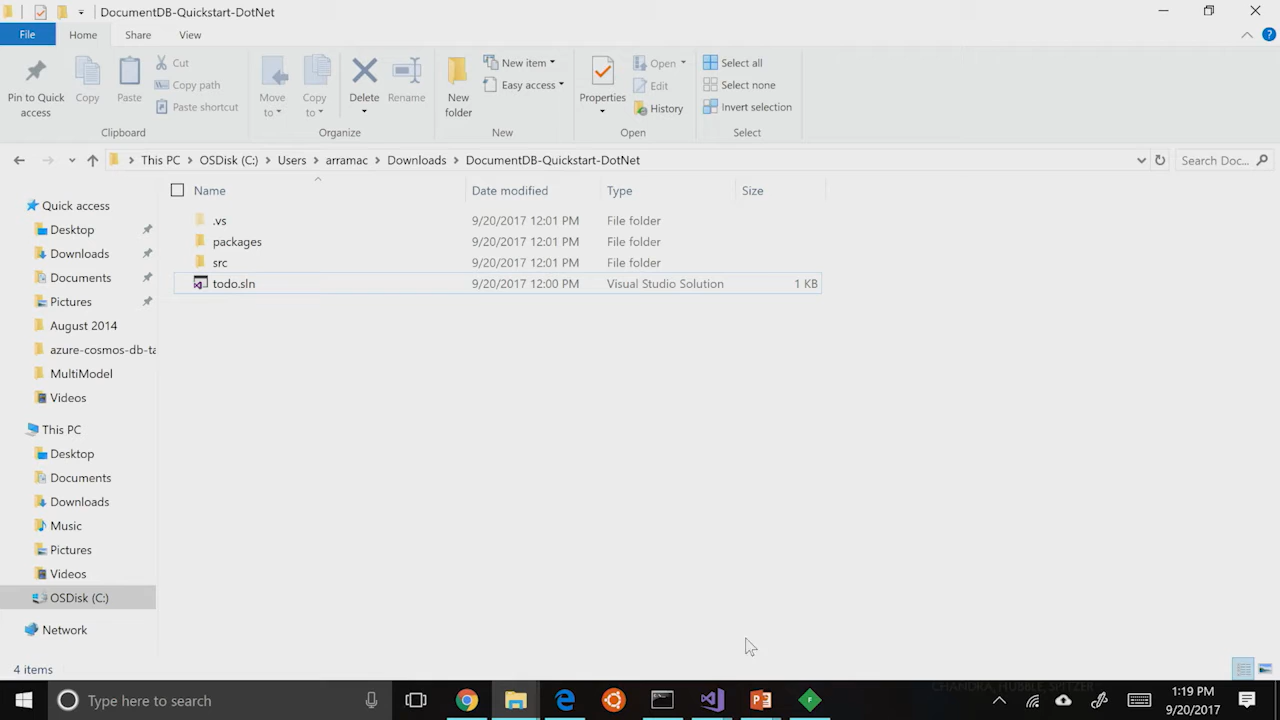 DocumentDB-Quickstart-DotNet
File Home Share View
Pin to Quick access
Copy
Paste
Cut
Copy path
Paste shortcut
Clipboard
Move to
Copy to
Delete
Rename
Organize
New folder
New item
Easy access
New
Properties
Open
Edit
History
Open
Select all
Select none
Invert selection
Select
This PC > OSDisk (C:) > Users > arramac > Downloads > DocumentDB-Quickstart-DotNet
Search Doc...
Name Date modified Type Size
.vs 9/20/2017 12:01 PM File folder
packages 9/20/2017 12:01 PM File folder
src 9/20/2017 12:01 PM File folder
todo.sln 9/20/2017 12:00 PM Visual Studio Solution 1 KB
Quick access
Desktop
Downloads
Documents
Pictures
August 2014
azure-cosmos-db-ta
MultiModel
Videos
This PC
Desktop
Documents
Downloads
Music
Pictures
Videos
OSDisk (C:)
Network
4 items
CHANDRA, HUBBLE, SPITZER
Type here to search
1:19 PM
9/20/2017